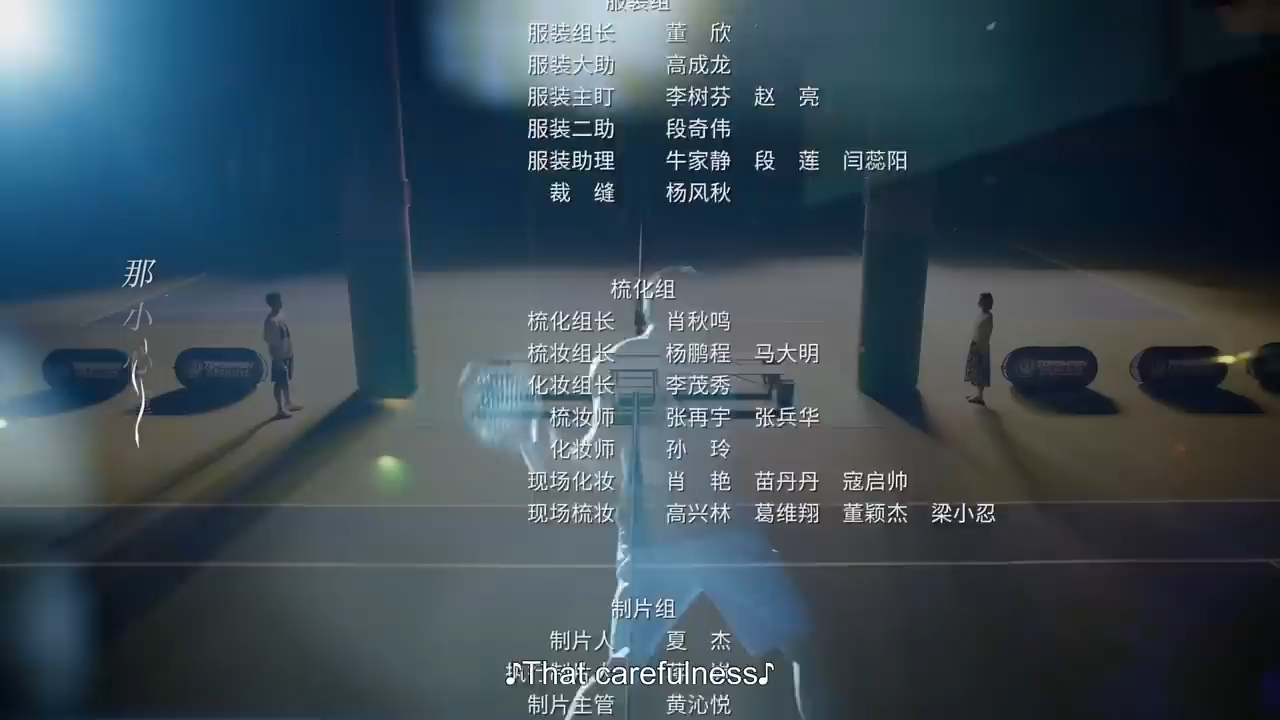 服装组
服装组长 董 欣
服装大助 高成龙
服装主盯 李树芬 赵 亮
服装二助 段奇伟
服装助理 牛家静 段 莲 闫蕊阳
裁 缝 杨风秋
那小
梳化组
梳化组长 肖秋鸣
梳妆组长 杨鹏程 马大明
化妆组长 李茂秀
梳妆师 张再宇 张兵华
化妆师 孙 玲
现场化妆 肖 艳 苗丹丹 寇启帅
现场梳妆 高兴林 葛维翔 董颖杰 梁小忍
制片组
制片人 夏 杰
♪That carefulness♪
制片主管 黄沁悦